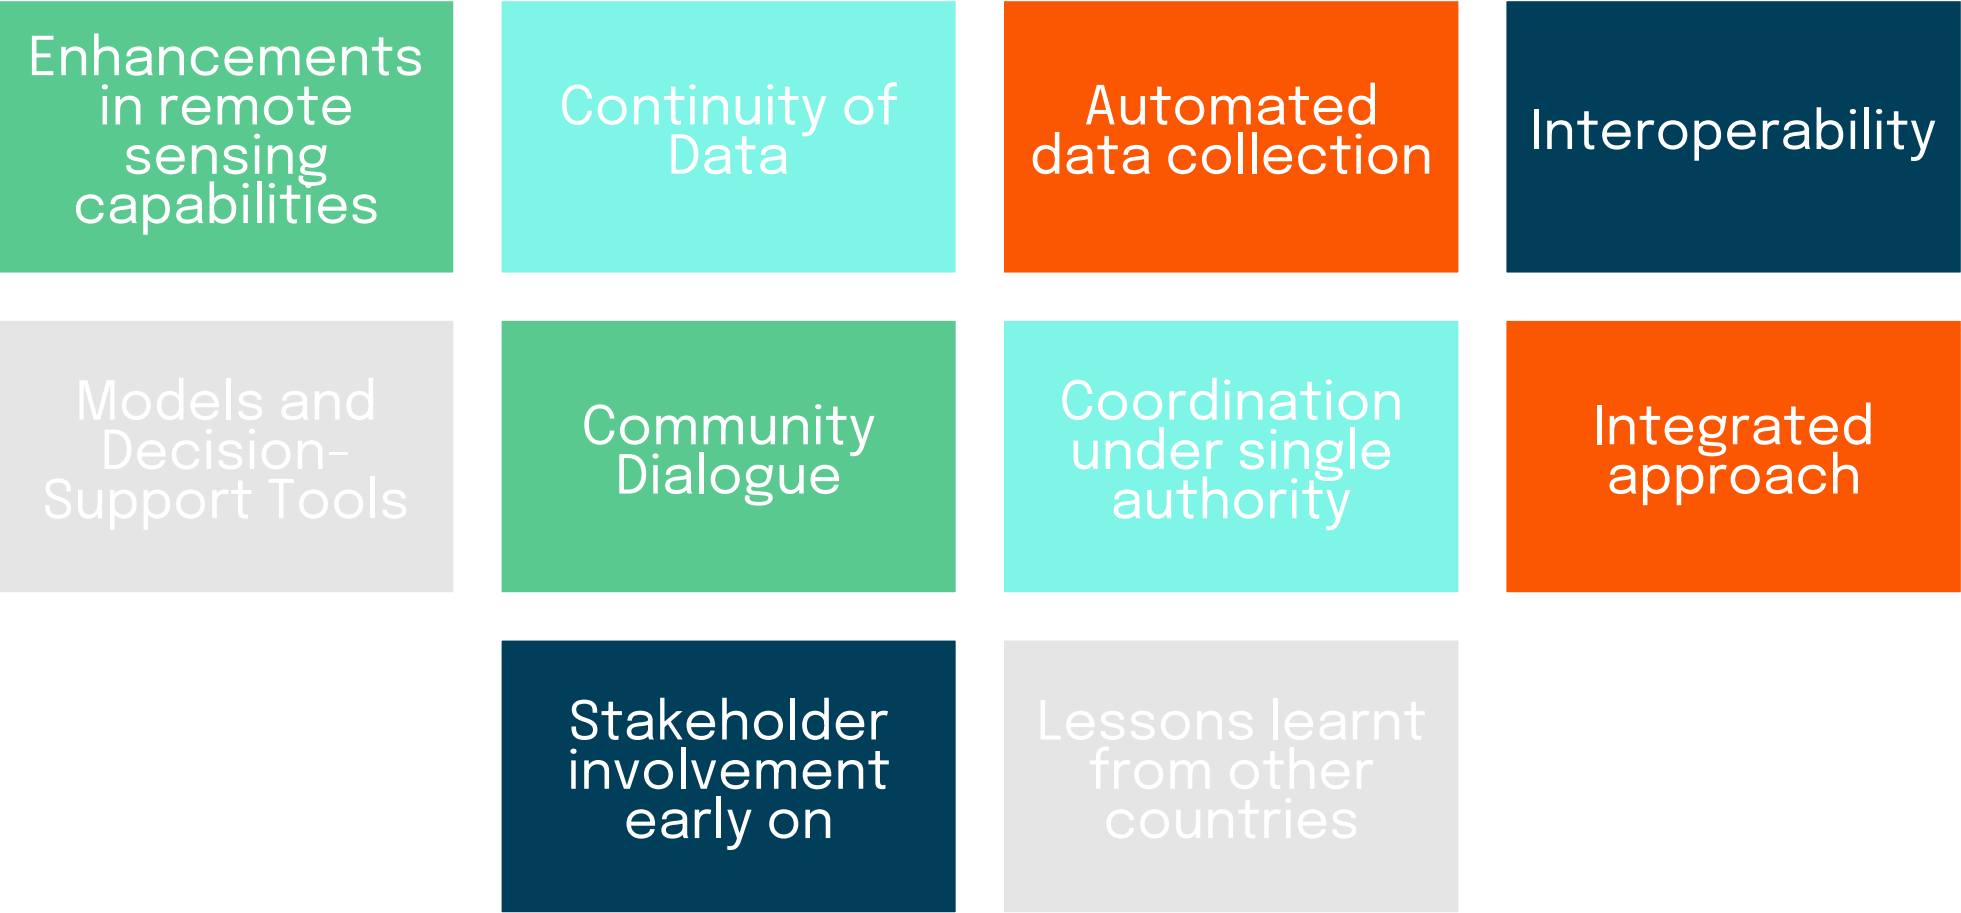 Enhancements
in remote
sensing
capabilities
Continuity of
Data
Automated
data collection
Interoperability
Models and
Decision-
Support Tools
Community
Dialogue
Coordination
under single
authority
Integrated
approach
Stakeholder
involvement
early on
Lessons learnt
from other
countries